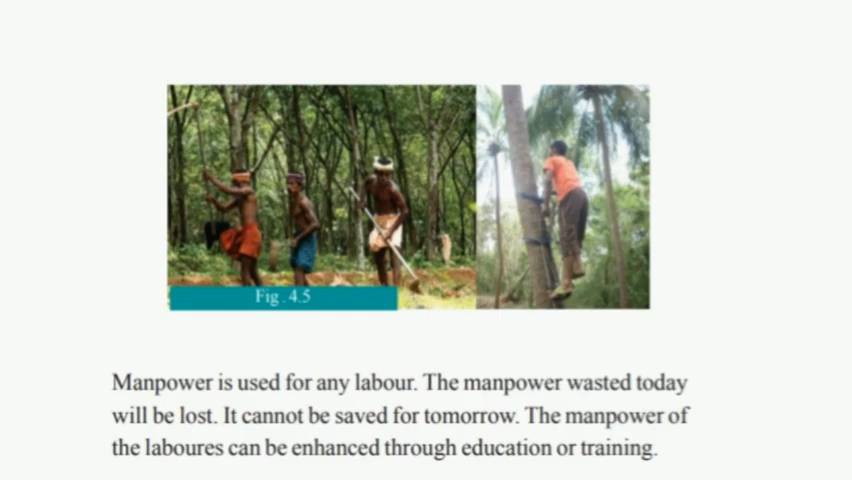 Fig . 4.5
Manpower is used for any labour. The manpower wasted today
will be lost. It cannot be saved for tomorrow. The manpower of
the laboures can be enhanced through education or training.